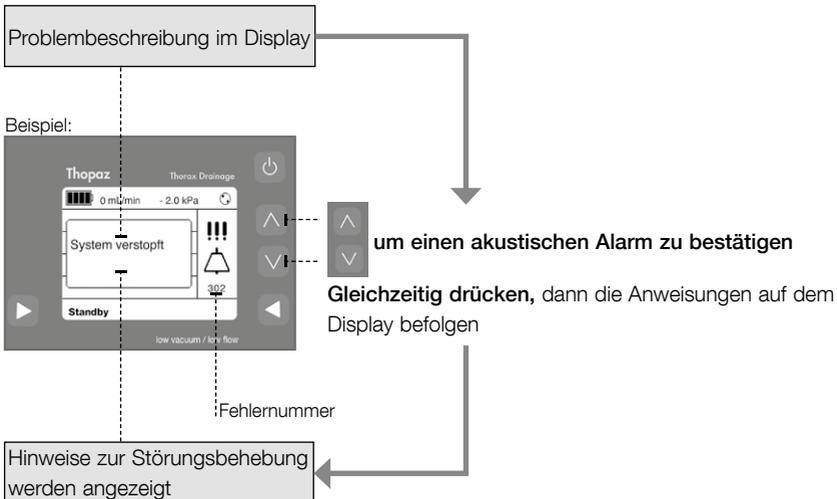 Problembeschreibung im Display
Beispiel:
Thopaz Thorax Drainage
0 mL/min - 2.0 kPa
System verstopft
!!!
302
Standby
low vacuum / low flow
um einen akustischen Alarm zu bestätigen
Gleichzeitig drücken, dann die Anweisungen auf dem
Display befolgen
Fehlernummer
Hinweise zur Störungsbehebung
werden angezeigt